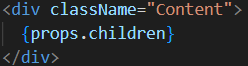 <div className="Content">
  {props.children}
</div>